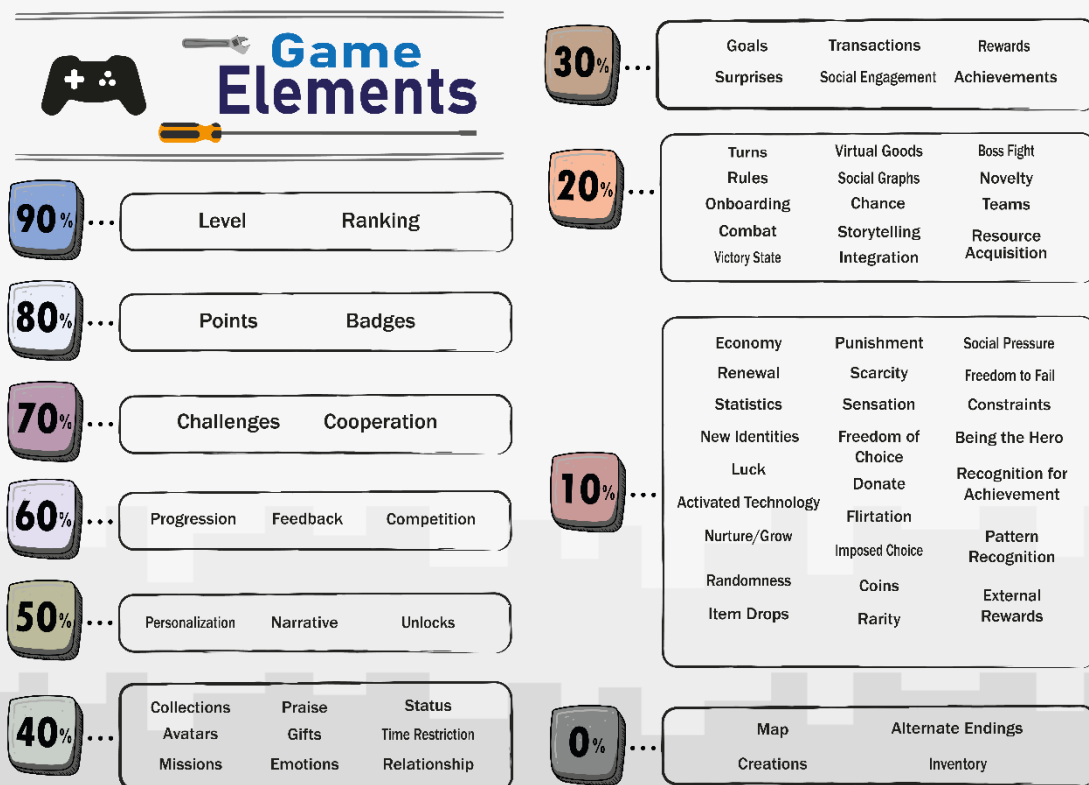 Game
Elements
90%
Level Ranking
80%
Points Badges
70%
Challenges Cooperation
60%
Progression Feedback Competition
50%
Personalization Narrative Unlocks
40%
Collections Praise Status
Avatars Gifts Time Restriction
Missions Emotions Relationship
30%
Goals Transactions Rewards
Surprises Social Engagement Achievements
20%
Turns Virtual Goods Boss Fight
Rules Social Graphs Novelty
Onboarding Chance Teams
Combat Storytelling Resource
Victory State Integration Acquisition
10%
Economy Punishment Social Pressure
Renewal Scarcity Freedom to Fail
Statistics Sensation Constraints
New Identities Freedom of Being the Hero
Choice
Luck Donate Recognition for
Achievement
Activated Technology Flirtation
Nurture/Grow Imposed Choice Pattern
Recognition
Randomness Coins External
Item Drops Rarity Rewards
0%
Map Alternate Endings
Creations Inventory